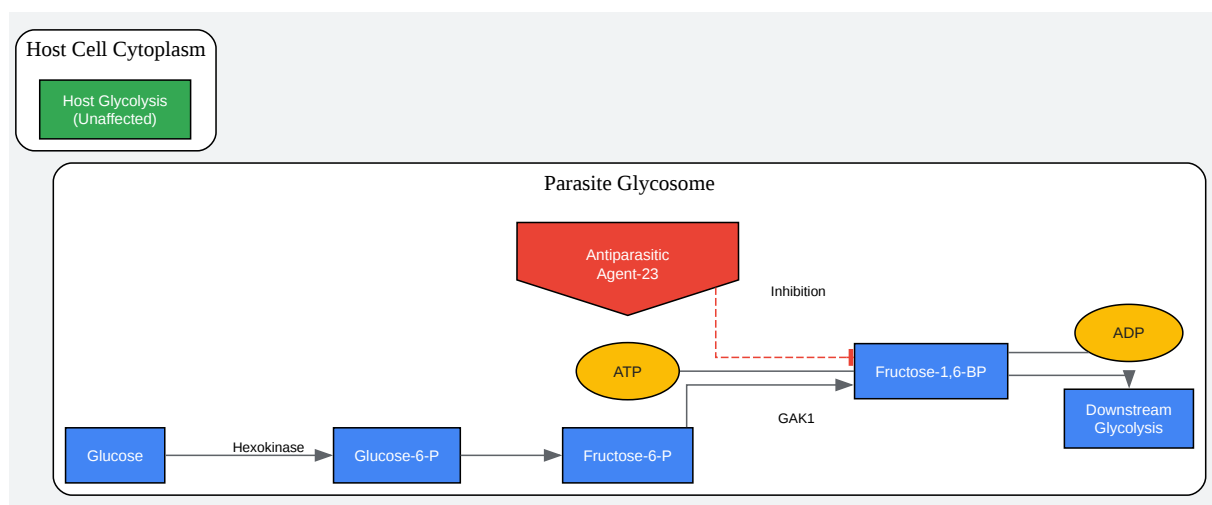 Host Cell Cytoplasm
Host Glycolysis
(Unaffected)
Parasite Glycosome
Antiparasitic
Agent-23
Inhibition
ADP
ATP
Fructose-1,6-BP
GAK1
Downstream
Glycolysis
Glucose
Hexokinase
Glucose-6-P
Fructose-6-P